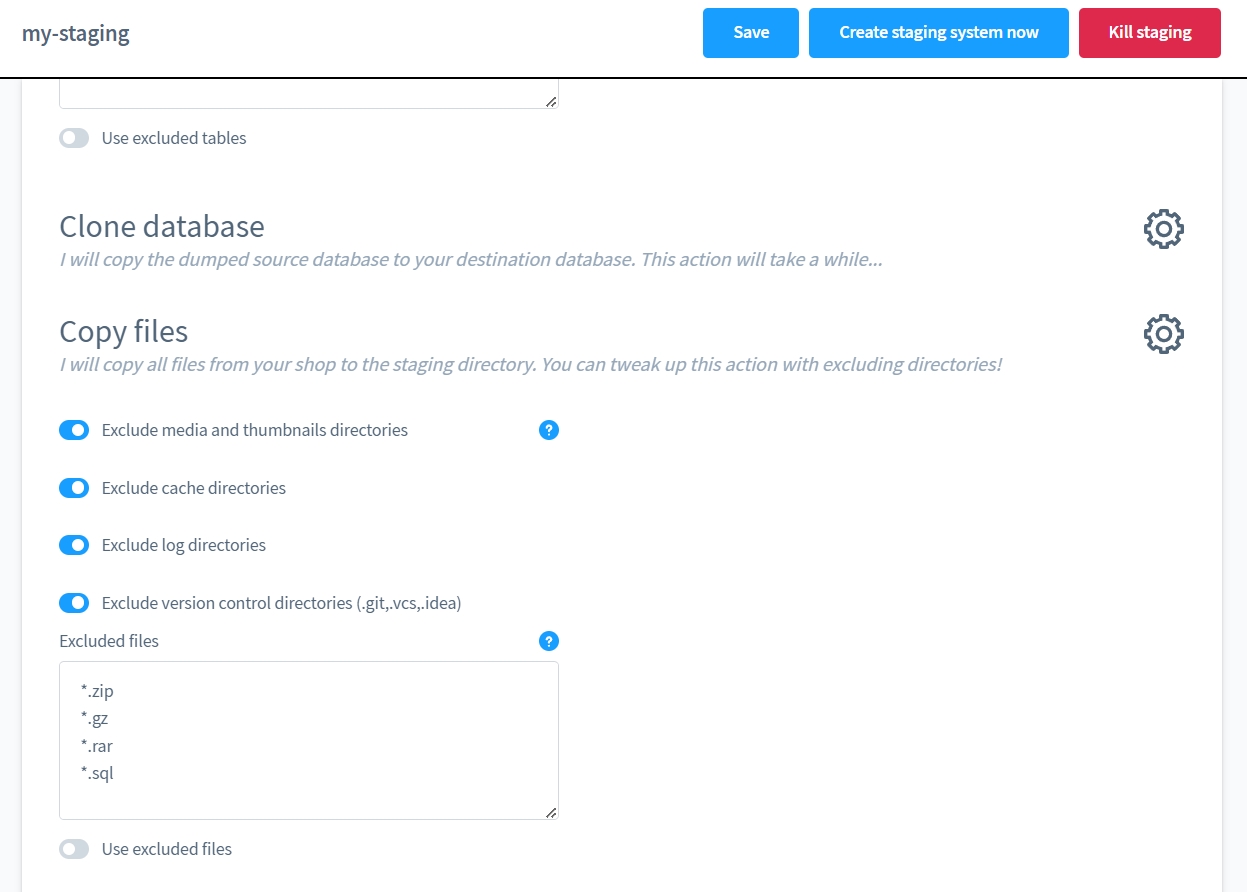 my-staging
Save
Create staging system now
Kill staging
Use excluded tables
Clone database
I will copy the dumped source database to your destination database. This action will take a while...
Copy files
I will copy all files from your shop to the staging directory. You can tweak up this action with excluding directories!
Exclude media and thumbnails directories
?
Exclude cache directories
Exclude log directories
Exclude version control directories (.git,.vcs,.idea)
Excluded files
?
*.zip
*.gz
*.rar
*.sql
Use excluded files